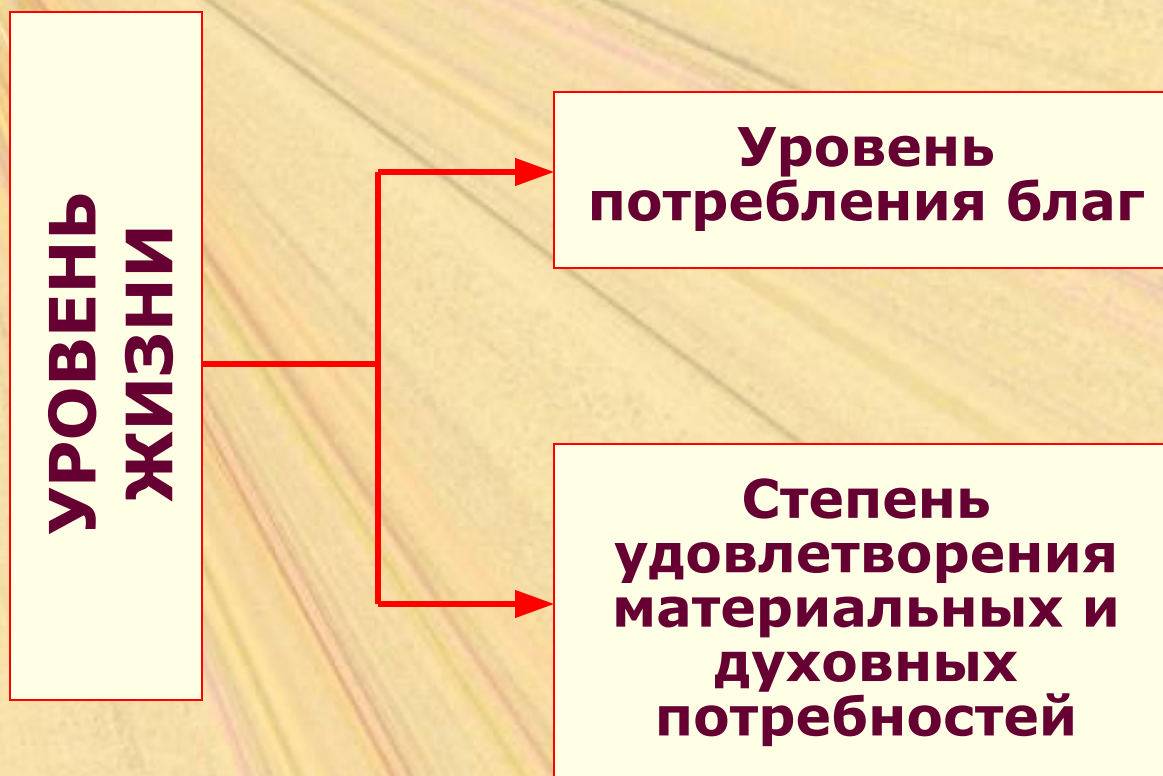 УРОВЕНЬ
ЖИЗНИ
Уровень
потребления благ
Степень
удовлетворения
материальных и
духовных
потребностей